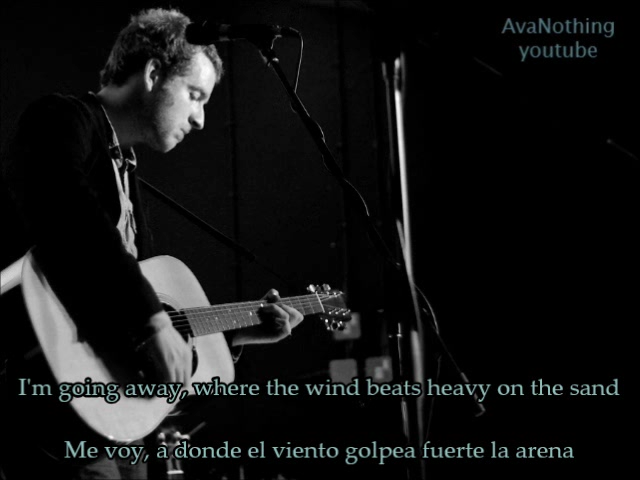 AvaNothing
youtube
I'm going away, where the wind beats heavy on the sand
Me voy, a donde el viento golpea fuerte la arena